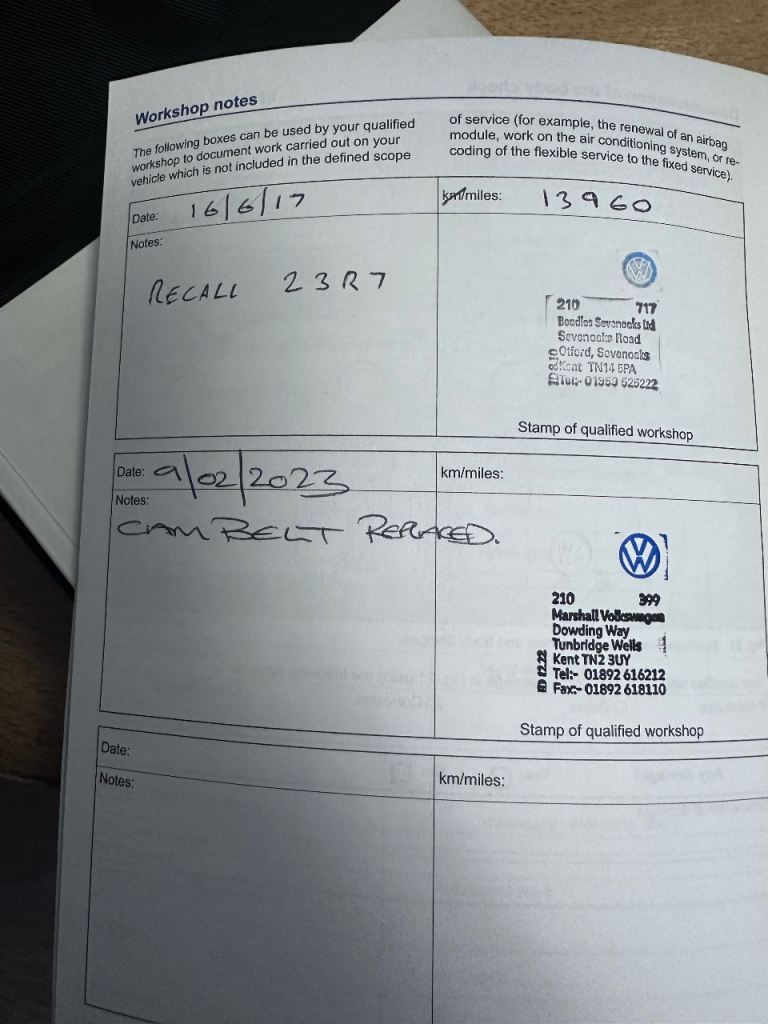 Workshop notes
The following boxes can be used by your qualified
workshop to document work carried out on your
vehicle which is not included in the defined scope
of service (for example, the renewal of an airbag
module, work on the air conditioning system, or re-
coding of the flexible service to the fixed service).
Date: 16/6/17
km/miles: 13960
Notes:
RECALL 23R7
210 717
Beadles Sevenoaks Ltd
Sevenoaks Road
Otford, Sevenoaks
Kent TN14 5PA
Tel:- 01959 525222
Stamp of qualified workshop
Date: 9/02/2023
km/miles:
Notes:
CAMBELT REPLACED.
210 399
Marshall Volkswagen
Dowding Way
Tunbridge Wells
Kent TN2 3UY
Tel:- 01892 616212
Fax:- 01892 618110
Stamp of qualified workshop
Date:
km/miles:
Notes: